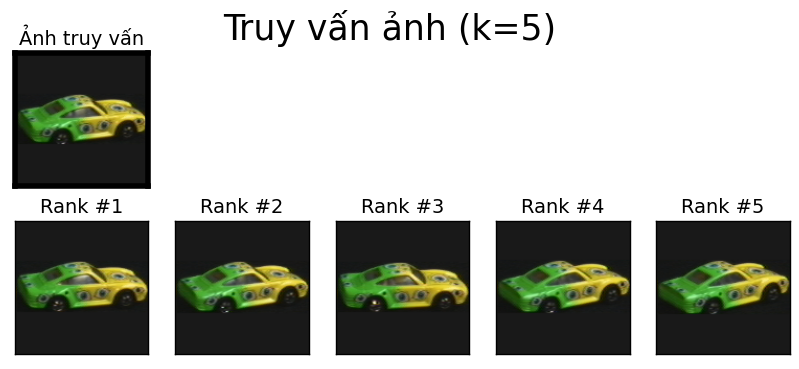 Truy vấn ảnh (k=5)
Ảnh truy vấn
Rank #1
Rank #2
Rank #3
Rank #4
Rank #5